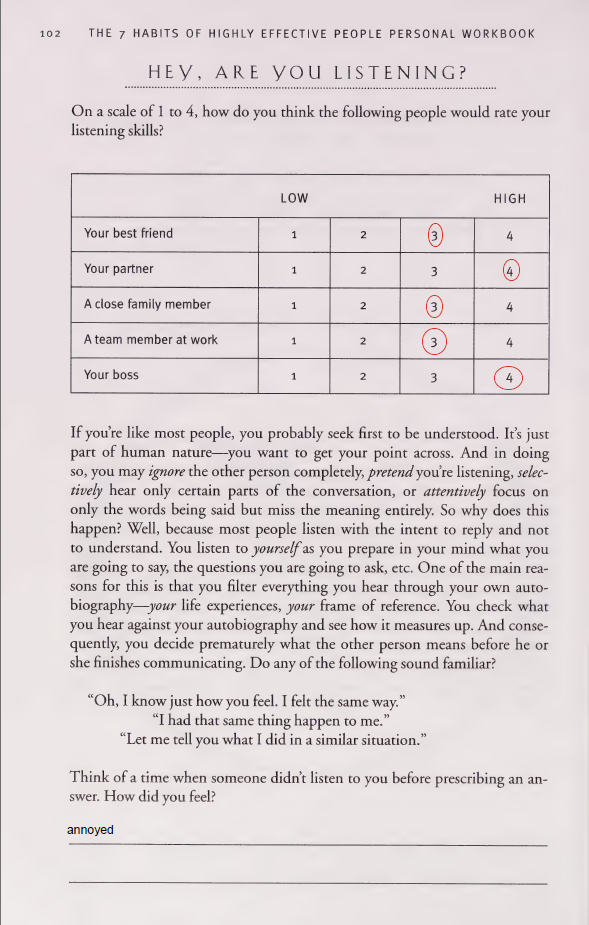 102 THE 7 HABITS OF HIGHLY EFFECTIVE PEOPLE PERSONAL WORKBOOK
HEY, ARE YOU LISTENING?
On a scale of 1 to 4, how do you think the following people would rate your
listening skills?
LOW HIGH
Your best friend 1 2 3 4
Your partner 1 2 3 4
A close family member 1 2 3 4
A team member at work 1 2 3 4
Your boss 1 2 3 4
If you're like most people, you probably seek first to be understood. It's just
part of human nature—you want to get your point across. And in doing
so, you may ignore the other person completely, pretend you're listening, selec-
tively hear only certain parts of the conversation, or attentively focus on
only the words being said but miss the meaning entirely. So why does this
happen? Well, because most people listen with the intent to reply and not
to understand. You listen to yourself as you prepare in your mind what you
are going to say, the questions you are going to ask, etc. One of the main rea-
sons for this is that you filter everything you hear through your own auto-
biography—your life experiences, your frame of reference. You check what
you hear against your autobiography and see how it measures up. And conse-
quently, you decide prematurely what the other person means before he or
she finishes communicating. Do any of the following sound familiar?
"Oh, I know just how you feel. I felt the same way."
"I had that same thing happen to me."
"Let me tell you what I did in a similar situation."
Think of a time when someone didn't listen to you before prescribing an an-
swer. How did you feel?
annoyed